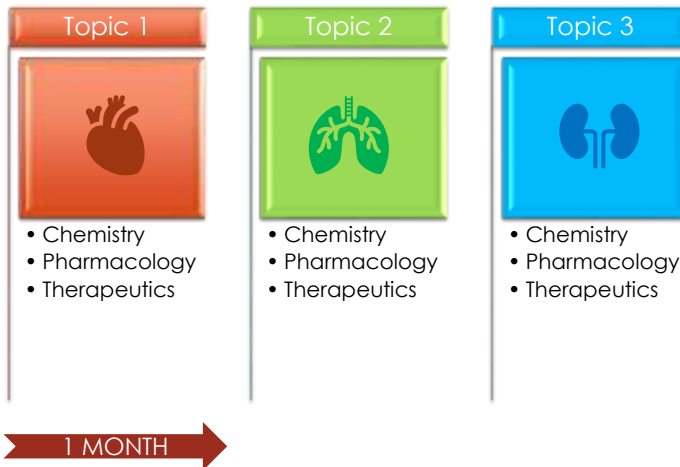 Topic 1
• Chemistry
• Pharmacology
• Therapeutics
Topic 2
• Chemistry
• Pharmacology
• Therapeutics
Topic 3
• Chemistry
• Pharmacology
• Therapeutics
1 MONTH